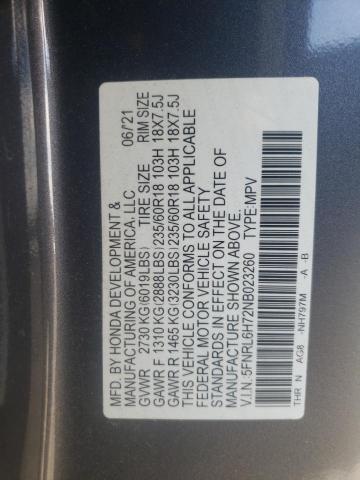 MFD. BY HONDA DEVELOPMENT &
MANUFACTURING OF AMERICA, LLC 06/21
GVWR 2730 KG(6019LBS) TIRE SIZE RIM SIZE
GAWR F 1310 KG(2888LBS)235/60R18 103H 18X7.5J
GAWR R 1465 KG(3230LBS)235/60R18 103H 18X7.5J
THIS VEHICLE CONFORMS TO ALL APPLICABLE
FEDERAL MOTOR VEHICLE SAFETY
STANDARDS IN EFFECT ON THE DATE OF
MANUFACTURE SHOWN ABOVE.
V.I.N. 5FNRL6H72NB023260 TYPE:MPV
THR N AG8 -NH797M -A -B